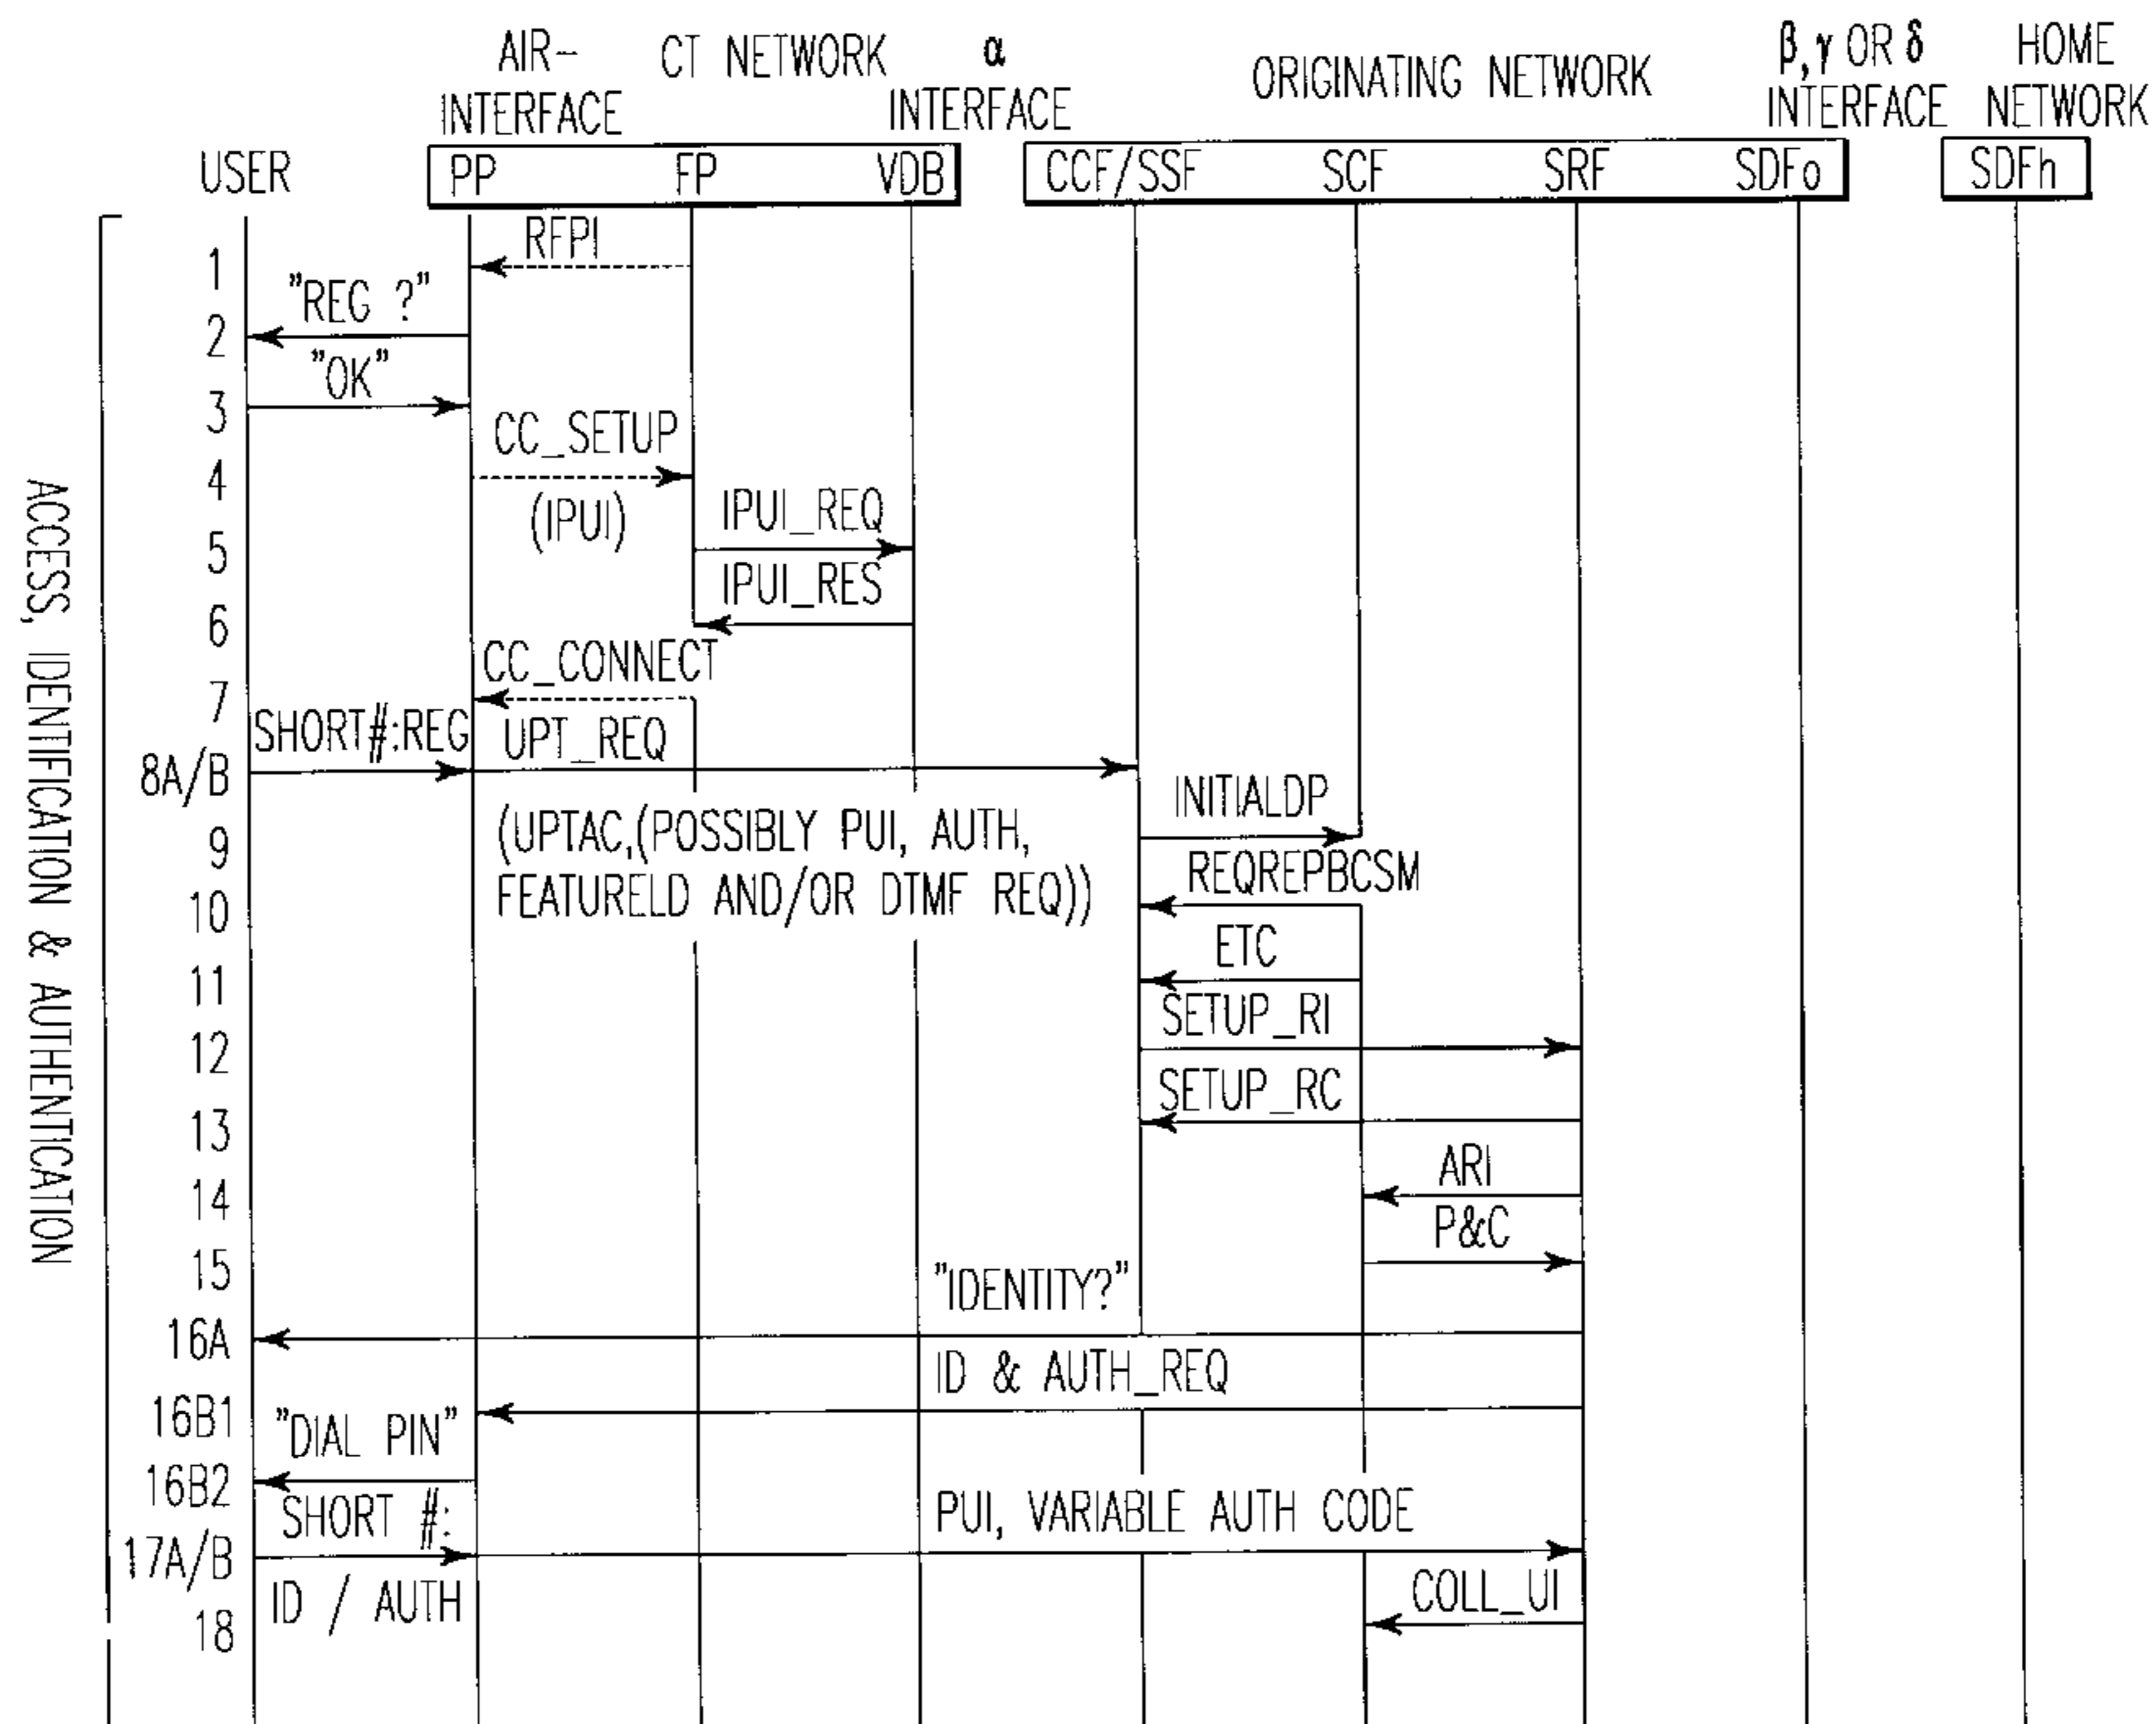 AIR-
INTERFACE
CT NETWORK
α
INTERFACE
ORIGINATING NETWORK
β,γ OR δ
INTERFACE
HOME
NETWORK
USER
PP FP VDB
CCF/SSF SCF SRF SDFo
SDFh
ACCESS, IDENTIFICATION & AUTHENTICATION
1
RFPI
2
"REG ?"
3
"OK"
4
CC_SETUP
(IPUI)
5
IPUI_REQ
6
IPUI_RES
7
CC_CONNECT
8A/B
SHORT#:REG
UPT_REQ
(UPTAC,(POSSIBLY PUI, AUTH,
FEATURELD AND/OR DTMF REQ))
9
INITIALDP
10
REQREPBCSM
11
ETC
12
SETUP_RI
13
SETUP_RC
14
ARI
15
P&C
16A
"IDENTITY?"
16B1
ID & AUTH_REQ
16B2
"DIAL PIN"
17A/B
SHORT #:
ID / AUTH
PUI, VARIABLE AUTH CODE
18
COLL_UI